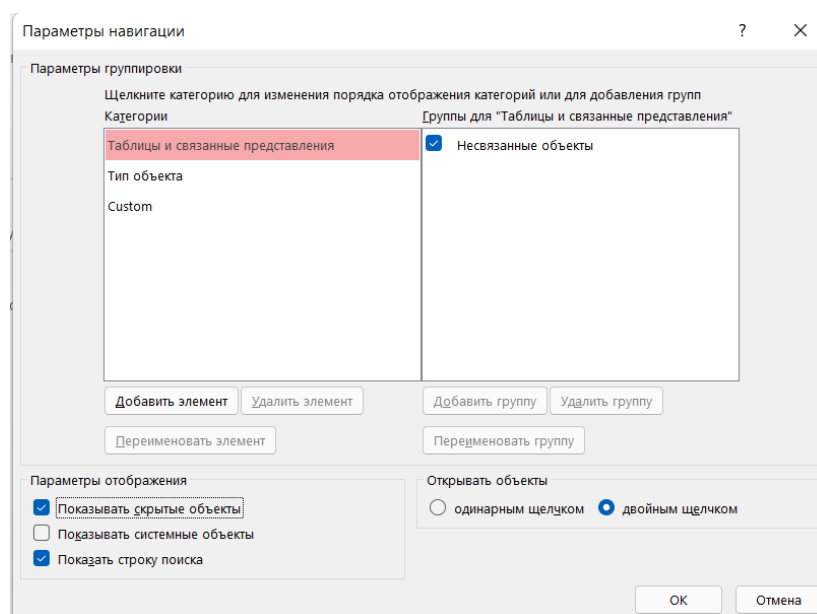 Параметры навигации
?
Параметры группировки
Щелкните категорию для изменения порядка отображения категорий или для добавления групп
Категории
Группы для "Таблицы и связанные представления"
Таблицы и связанные представления
Несвязанные объекты
Тип объекта
Custom
Добавить элемент
Удалить элемент
Добавить группу
Удалить группу
Переименовать элемент
Переименовать группу
Параметры отображения
Открывать объекты
Показывать скрытые объекты
одинарным щелчком
двойным щелчком
Показывать системные объекты
Показать строку поиска
ОК
Отмена